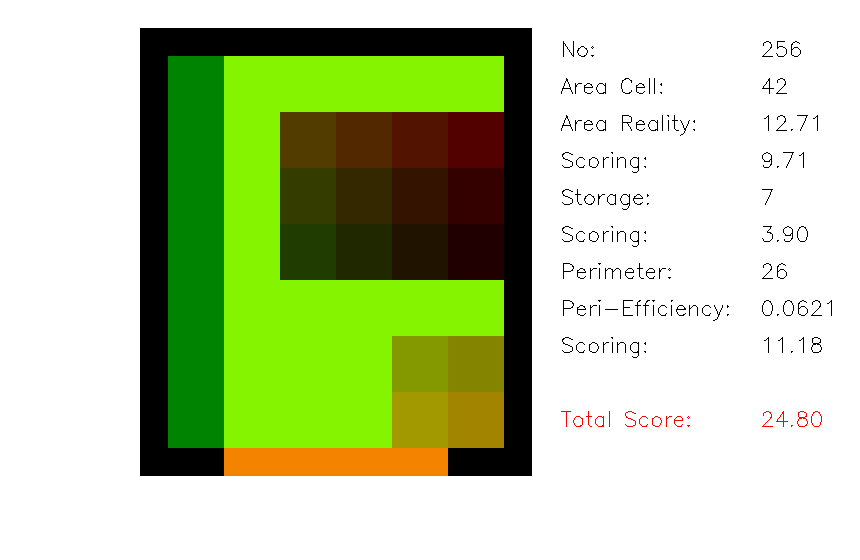 No: 256
Area Cell: 42
Area Reality: 12.71
Scoring: 9.71
Storage: 7
Scoring: 3.90
Perimeter: 26
Peri-Efficiency: 0.0621
Scoring: 11.18
Total Score: 24.80